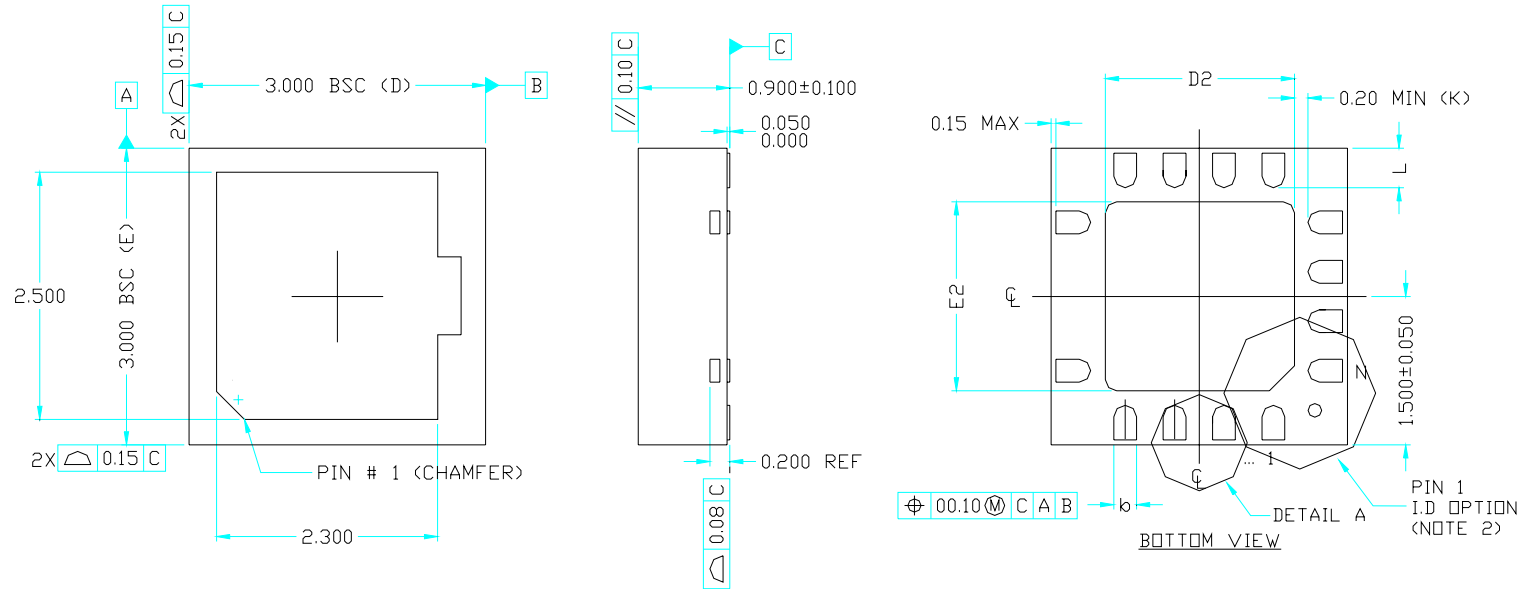 0.15 C
2X
3.000 BSC (D)
B
A
3.000 BSC (E)
2.500
2X 0.15 C
PIN # 1 (CHAMFER)
2.300
// 0.10 C
C
0.900±0.100
0.050
0.000
0.200 REF
0.08 C
D2
0.20 MIN (K)
0.15 MAX
L
E2
℄
1.500±0.050
N
... 1
℄
00.10 Ⓜ C A B
b
DETAIL A
PIN 1
I.D OPTION
(NOTE 2)
BOTTOM VIEW